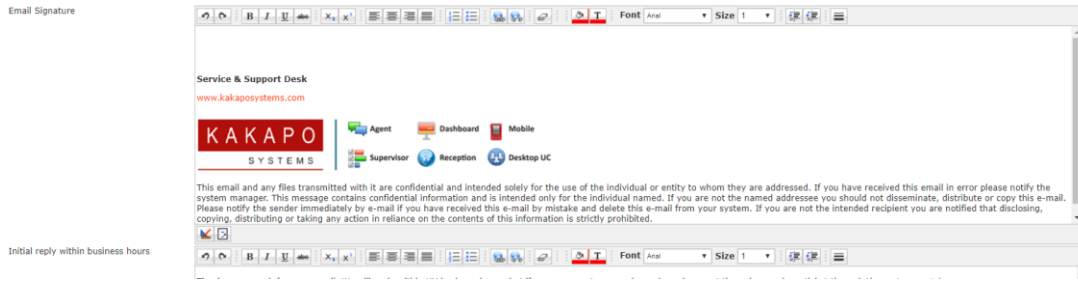 Email Signature
B I U abc X₂ X² Font Arial Size 1
Service & Support Desk
www.kakaposystems.com
KAKAPO
SYSTEMS
Agent Dashboard Mobile
Supervisor Reception Desktop UC
This email and any files transmitted with it are confidential and intended solely for the use of the individual or entity to whom they are addressed. If you have received this email in error please notify the
system manager. This message contains confidential information and is intended only for the individual named. If you are not the named addressee you should not disseminate, distribute or copy this e-mail.
Please notify the sender immediately by e-mail if you have received this e-mail by mistake and delete this e-mail from your system. If you are not the intended recipient you are notified that disclosing,
copying, distributing or taking any action in reliance on the contents of this information is strictly prohibited.
Initial reply within business hours
B I U abc X₂ X² Font Arial Size 1